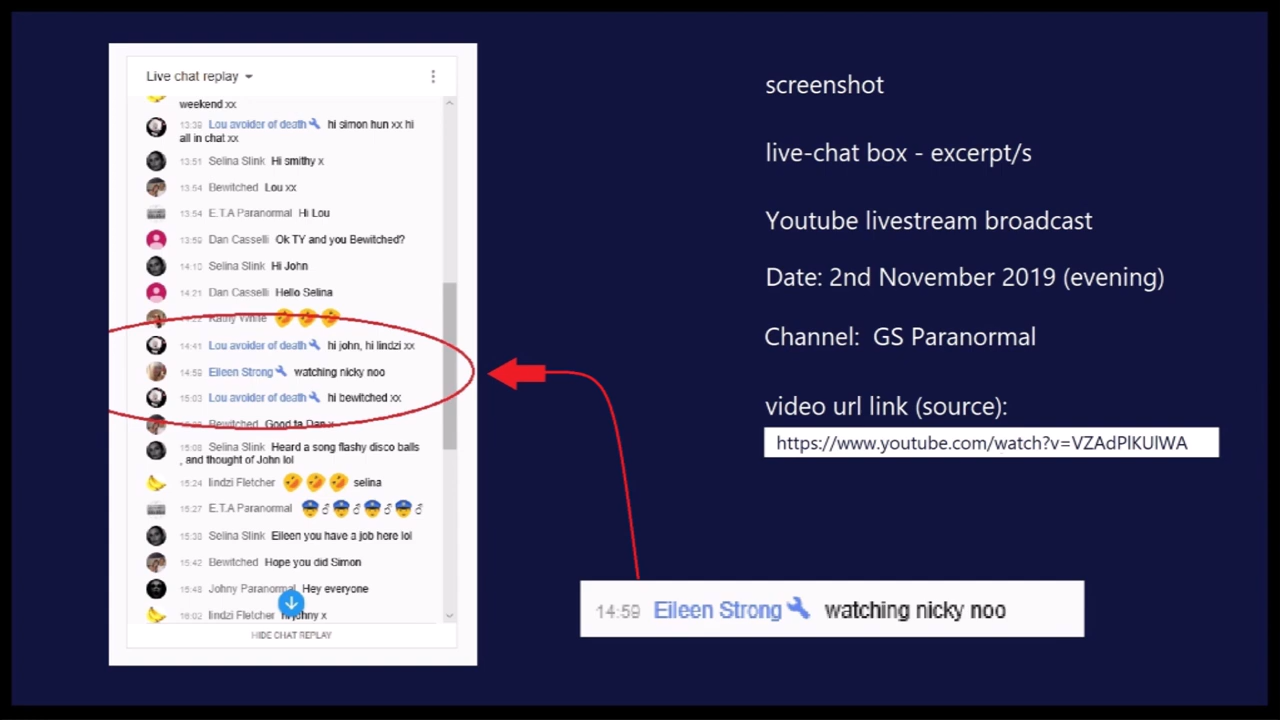 Live chat replay
weekend xx
13:39 Lou avoider of death hi simon hun xx hi
all in chat xx
13:51 Selina Slink Hi smithy x
13:54 Bewitched Lou xx
13:54 E.T.A Paranormal Hi Lou
13:59 Dan Casselli Ok TY and you Bewitched?
14:10 Selina Slink Hi John
14:21 Dan Casselli Hello Selina
14:22 Kathy White 🤣🤣🤣
14:41 Lou avoider of death hi john, hi lindzi xx
14:59 Eileen Strong watching nicky noo
15:03 Lou avoider of death hi bewitched xx
Bewitched Good ta Dan x
15:08 Selina Slink Heard a song flashy disco balls
, and thought of John lol
15:24 lindzi Fletcher 🤣🤣🤣 selina
15:27 E.T.A Paranormal 👮♂👮♂👮♂👮♂
15:38 Selina Slink Eileen you have a job here lol
15:42 Bewitched Hope you did Simon
15:48 Johny Paranormal Hey everyone
16:02 lindzi Fletcher johny x
HIDE CHAT REPLAY
screenshot
live-chat box - excerpt/s
Youtube livestream broadcast
Date: 2nd November 2019 (evening)
Channel: GS Paranormal
video url link (source):
https://www.youtube.com/watch?v=VZAdPlKUlWA
14:59 Eileen Strong watching nicky noo